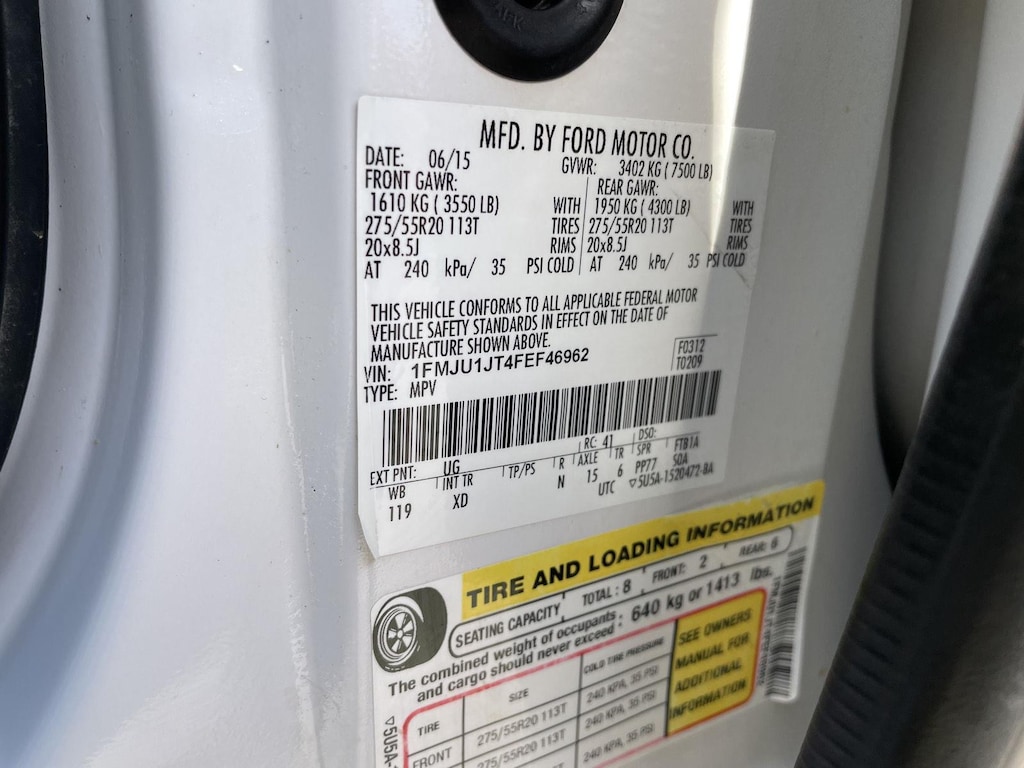 MFD. BY FORD MOTOR CO.
DATE: 06/15 GVWR: 3402 KG ( 7500 LB)
FRONT GAWR: REAR GAWR:
1610 KG ( 3550 LB) WITH 1950 KG ( 4300 LB) WITH
275/55R20 113T TIRES 275/55R20 113T TIRES
20x8.5J RIMS 20x8.5J RIMS
AT 240 kPa/ 35 PSI COLD AT 240 kPa/ 35 PSI COLD
THIS VEHICLE CONFORMS TO ALL APPLICABLE FEDERAL MOTOR
VEHICLE SAFETY STANDARDS IN EFFECT ON THE DATE OF
MANUFACTURE SHOWN ABOVE.
VIN: 1FMJU1JT4FEF46962 F0312
TYPE: MPV T0209
EXT PNT: UG RC: 41 DSO:
WB INT TR TP/PS R AXLE TR SPR FTB1A
119 XD N 15 6 PP77 50A
UTC ▽5U5A-1520472-BA
TIRE AND LOADING INFORMATION
SEATING CAPACITY TOTAL: 8 FRONT: 2 REAR: 6
The combined weight of occupants
and cargo should never exceed : 640 kg or 1413 lbs.
TIRE SIZE COLD TIRE PRESSURE
FRONT 275/55R20 113T 240 KPA, 35 PSI
275/55R20 113T 240 KPA, 35 PSI
240 KPA, 35 PSI
SEE OWNERS
MANUAL FOR
ADDITIONAL
INFORMATION
▽5U5A-